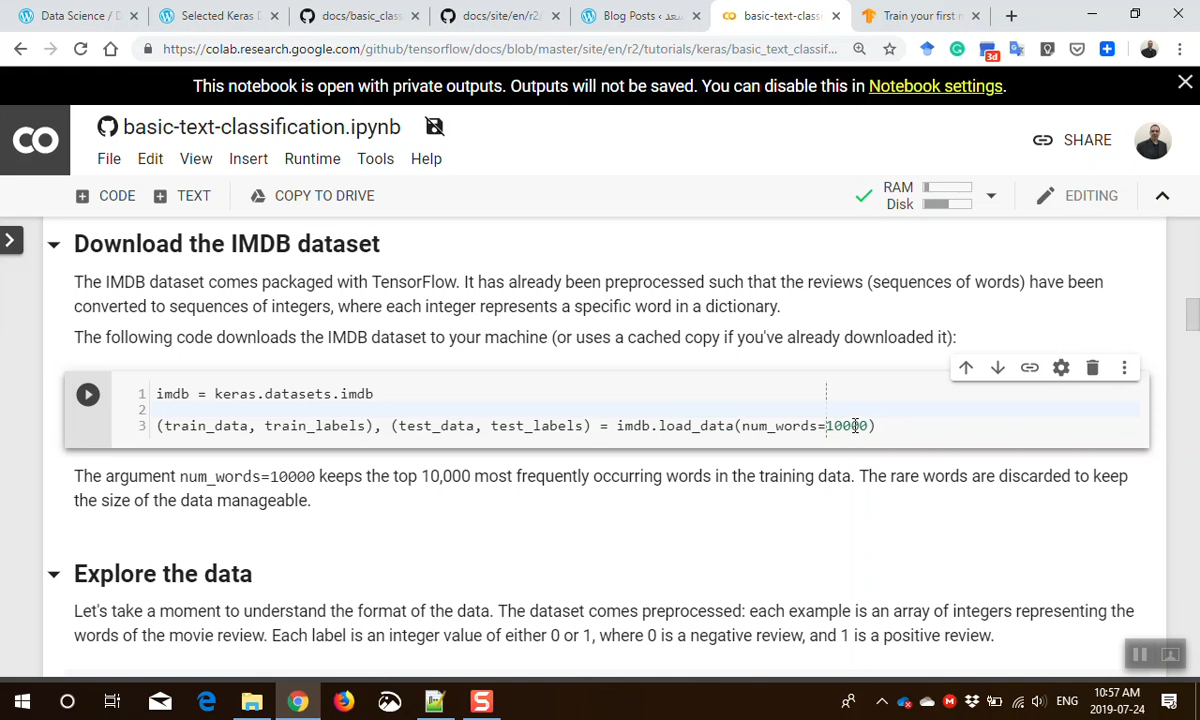 Data Science / D
Selected Keras D
docs/basic_class
docs/site/en/r2/
Blog Posts ‹
basic-text-classi
Train your first n
https://colab.research.google.com/github/tensorflow/docs/blob/master/site/en/r2/tutorials/keras/basic_text_classif...
3d
This notebook is open with private outputs. Outputs will not be saved. You can disable this in Notebook settings.
basic-text-classification.ipynb
SHARE
File Edit View Insert Runtime Tools Help
CODE TEXT COPY TO DRIVE
RAM
Disk
EDITING
Download the IMDB dataset
The IMDB dataset comes packaged with TensorFlow. It has already been preprocessed such that the reviews (sequences of words) have been
converted to sequences of integers, where each integer represents a specific word in a dictionary.
The following code downloads the IMDB dataset to your machine (or uses a cached copy if you've already downloaded it):
1 imdb = keras.datasets.imdb
2
3 (train_data, train_labels), (test_data, test_labels) = imdb.load_data(num_words=10000)
The argument num_words=10000 keeps the top 10,000 most frequently occurring words in the training data. The rare words are discarded to keep
the size of the data manageable.
Explore the data
Let's take a moment to understand the format of the data. The dataset comes preprocessed: each example is an array of integers representing the
words of the movie review. Each label is an integer value of either 0 or 1, where 0 is a negative review, and 1 is a positive review.
ENG
10:57 AM
2019-07-24